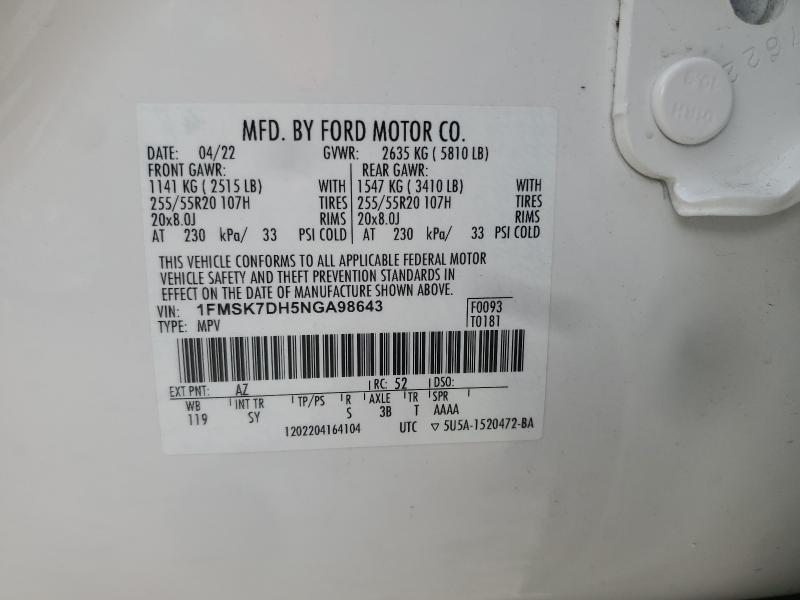 MFD. BY FORD MOTOR CO.
DATE: 04/22 GVWR: 2635 KG ( 5810 LB)
FRONT GAWR: REAR GAWR:
1141 KG ( 2515 LB) WITH 1547 KG ( 3410 LB) WITH
255/55R20 107H TIRES 255/55R20 107H TIRES
20x8.0J RIMS 20x8.0J RIMS
AT 230 kPa/ 33 PSI COLD AT 230 kPa/ 33 PSI COLD
THIS VEHICLE CONFORMS TO ALL APPLICABLE FEDERAL MOTOR
VEHICLE SAFETY AND THEFT PREVENTION STANDARDS IN
EFFECT ON THE DATE OF MANUFACTURE SHOWN ABOVE.
VIN: 1FMSK7DH5NGA98643 F0093
TYPE: MPV T0181
EXT PNT: AZ RC: 52 DSO:
WB INT TR TP/PS R AXLE TR SPR
119 SY S 3B T AAAA
1202204164104 UTC ▽ 5U5A-1520472-BA